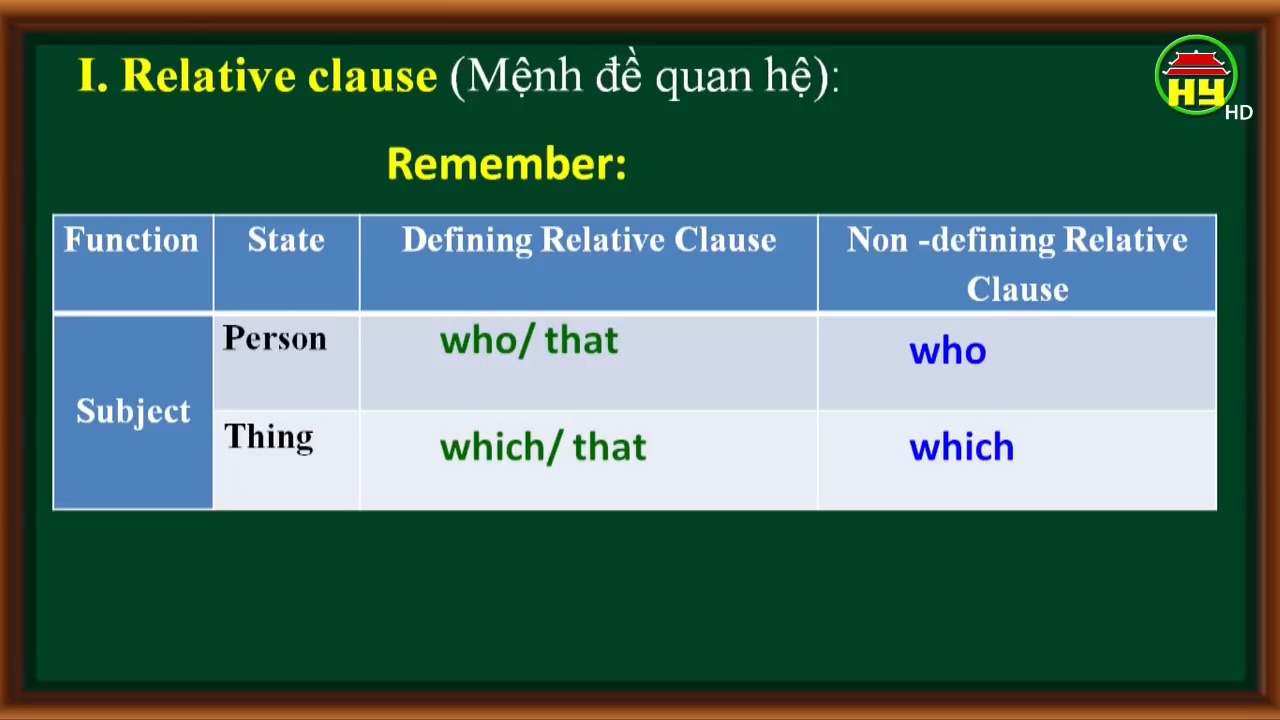 I. Relative clause (Mệnh đề quan hệ):
HY
HD
Remember:
Function State Defining Relative Clause Non -defining Relative
Clause
Person who/ that who
Subject
Thing which/ that which